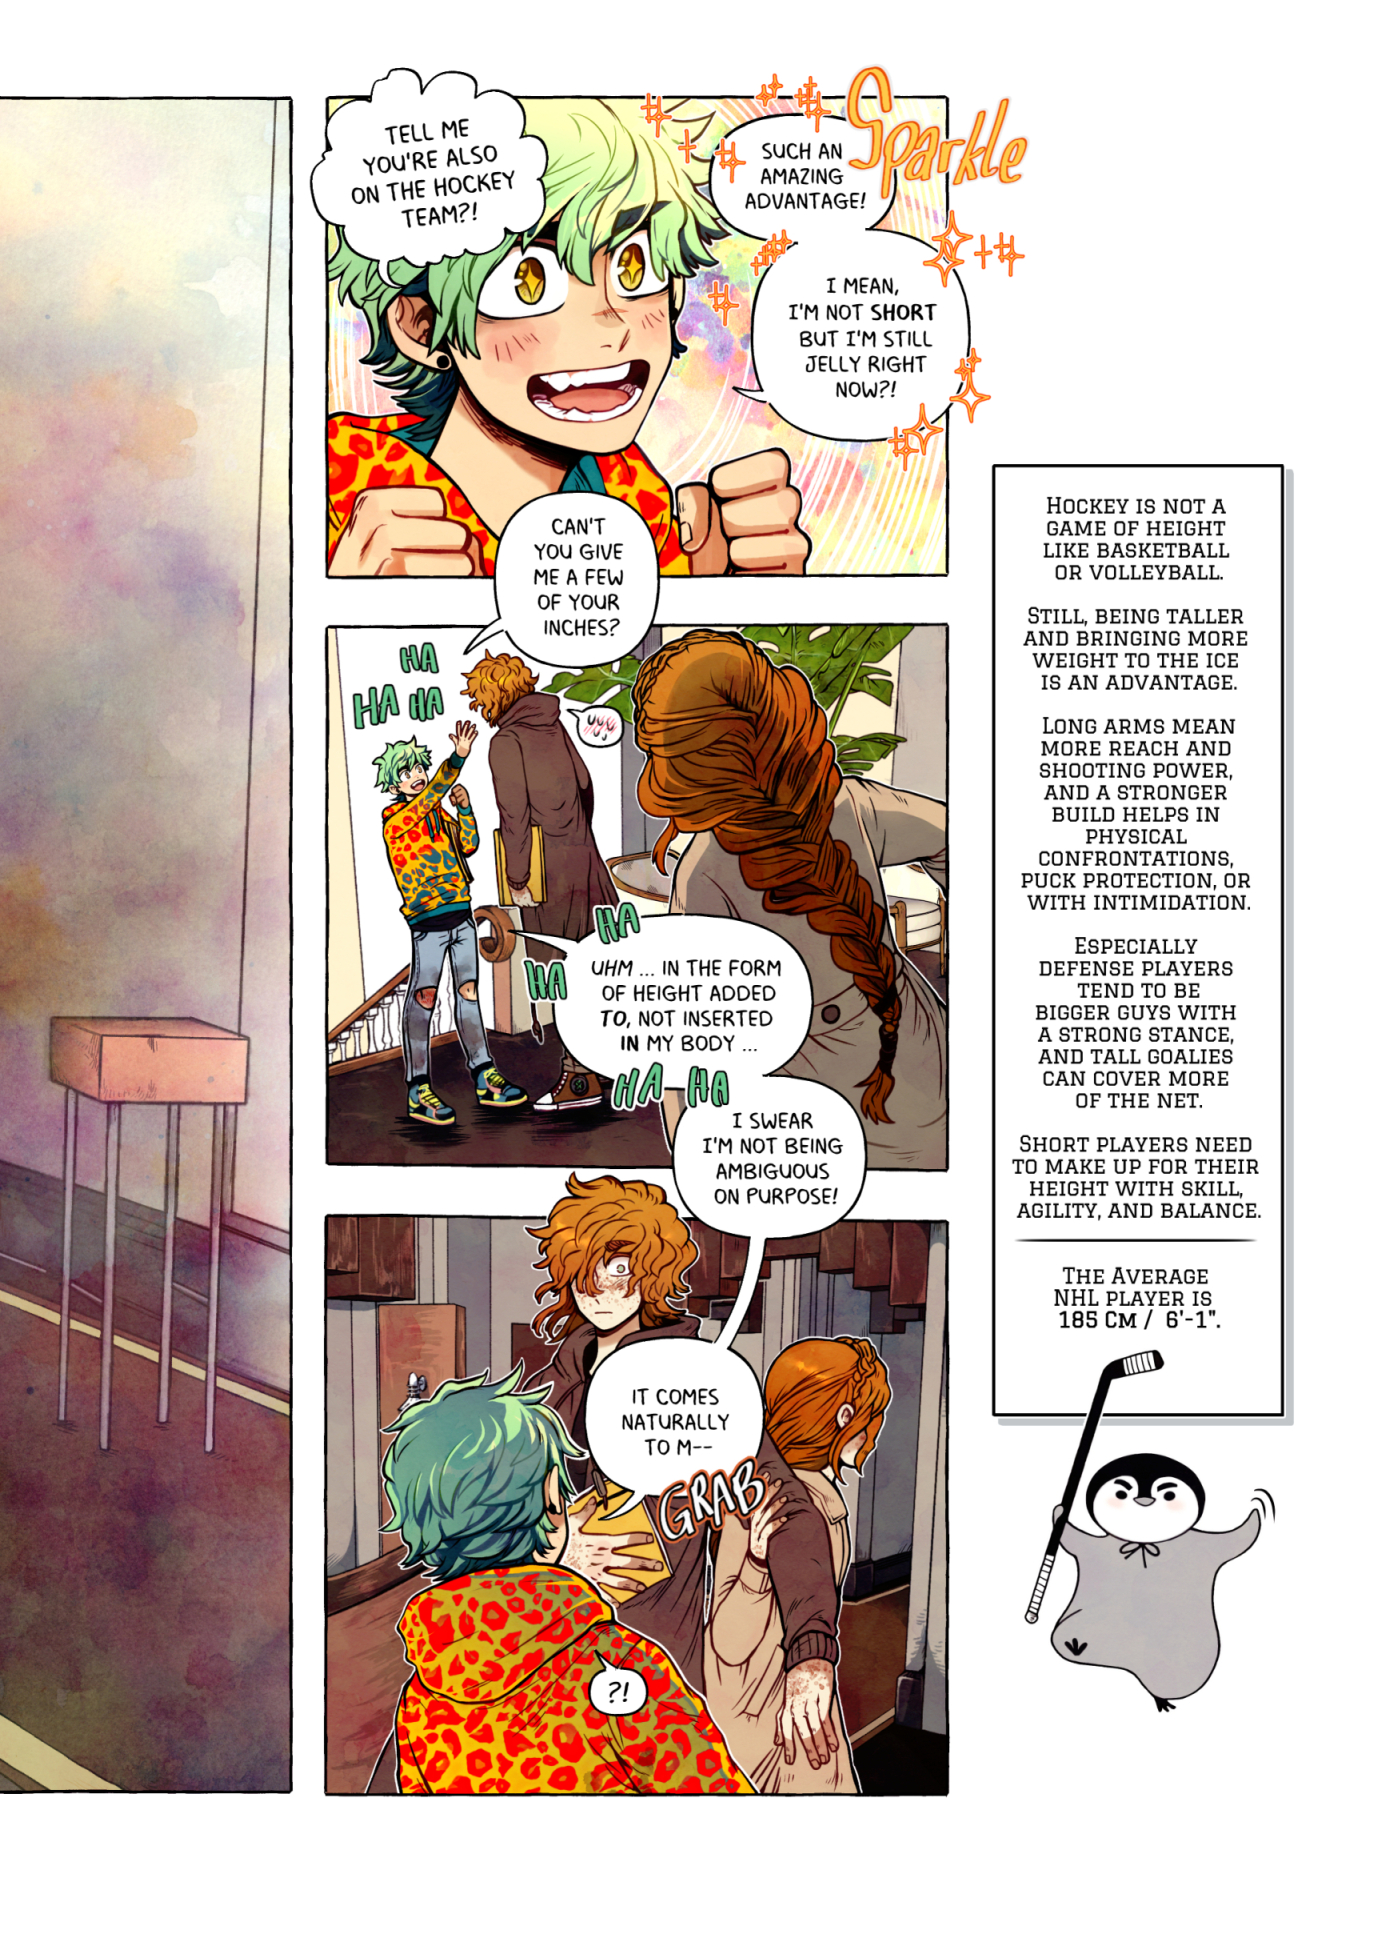 TELL ME
YOU'RE ALSO
ON THE HOCKEY
TEAM?!
SUCH AN
AMAZING
ADVANTAGE!
Sparkle
I MEAN,
I'M NOT SHORT
BUT I'M STILL
JELLY RIGHT
NOW?!
CAN'T
YOU GIVE
ME A FEW
OF YOUR
INCHES?
HA
HA HA
HA
HA
UHM ... IN THE FORM
OF HEIGHT ADDED
TO, NOT INSERTED
IN MY BODY ...
HA HA
I SWEAR
I'M NOT BEING
AMBIGUOUS
ON PURPOSE!
IT COMES
NATURALLY
TO M--
GRAB
?!
HOCKEY IS NOT A
GAME OF HEIGHT
LIKE BASKETBALL
OR VOLLEYBALL.
STILL, BEING TALLER
AND BRINGING MORE
WEIGHT TO THE ICE
IS AN ADVANTAGE.
LONG ARMS MEAN
MORE REACH AND
SHOOTING POWER,
AND A STRONGER
BUILD HELPS IN
PHYSICAL
CONFRONTATIONS,
PUCK PROTECTION, OR
WITH INTIMIDATION.
ESPECIALLY
DEFENSE PLAYERS
TEND TO BE
BIGGER GUYS WITH
A STRONG STANCE,
AND TALL GOALIES
CAN COVER MORE
OF THE NET.
SHORT PLAYERS NEED
TO MAKE UP FOR THEIR
HEIGHT WITH SKILL,
AGILITY, AND BALANCE.
THE AVERAGE
NHL PLAYER IS
185 CM / 6'-1".